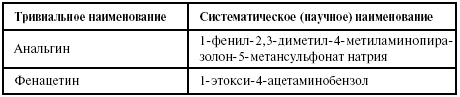 Тривиальное наименование Систематическое (научное) наименование
Анальгин 1-фенил-2,3-диметил-4-метиламинопира-
золон-5-метансульфонат натрия
Фенацетин 1-этокси-4-ацетаминобензол